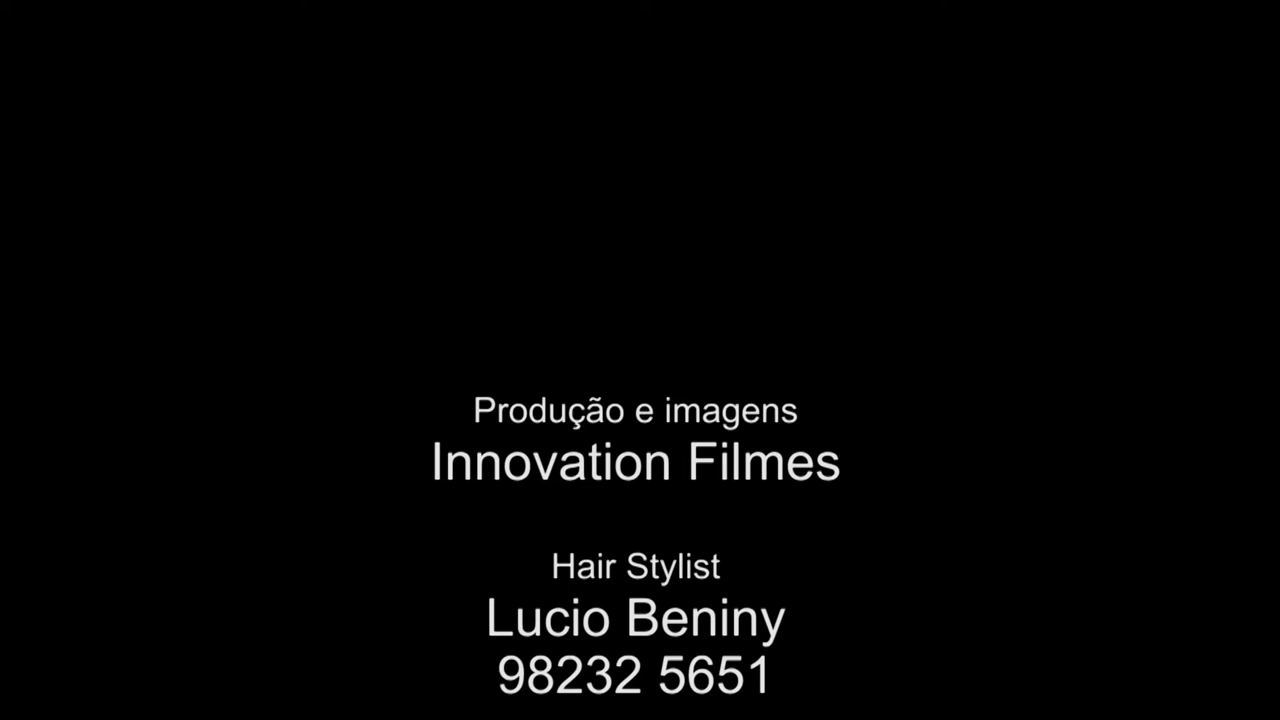 Produção e imagens
Innovation Filmes
Hair Stylist
Lucio Beniny
98232 5651